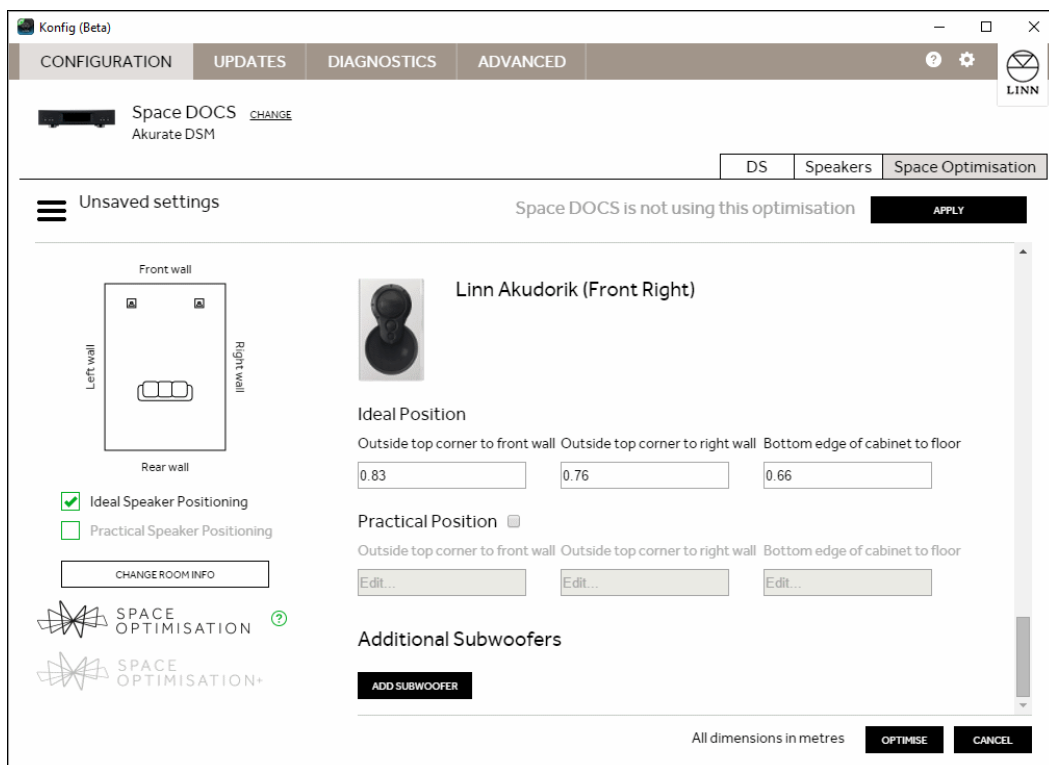 Konfig (Beta)
CONFIGURATION UPDATES DIAGNOSTICS ADVANCED
?
LINN
Space DOCS CHANGE
Akurate DSM
DS Speakers Space Optimisation
Unsaved settings
Space DOCS is not using this optimisation APPLY
Front wall
Left wall
Right wall
Rear wall
Ideal Speaker Positioning
Practical Speaker Positioning
CHANGE ROOM INFO
SPACE
OPTIMISATION ?
SPACE
OPTIMISATION+
Linn Akudorik (Front Right)
Ideal Position
Outside top corner to front wall Outside top corner to right wall Bottom edge of cabinet to floor
0.83 0.76 0.66
Practical Position
Outside top corner to front wall Outside top corner to right wall Bottom edge of cabinet to floor
Edit... Edit... Edit...
Additional Subwoofers
ADD SUBWOOFER
All dimensions in metres OPTIMISE CANCEL